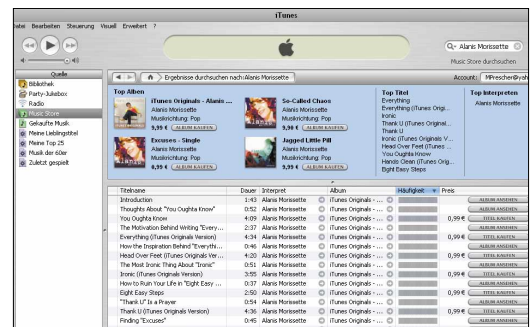 iTunes
Datei Bearbeiten Steuerung Visuell Erweitert ?
Alanis Morissette
Music Store durchsuchen
Quelle
Bibliothek
Party-Jukebox
Radio
Music Store
Gekaufte Musik
Meine Lieblingstitel
Meine Top 25
Musik der 60er
Zuletzt gespielt
Ergebnisse durchsuchen nach:Alanis Morissette
Account: MPrescher@yah
Top Alben
iTunes Originals - Alanis ...
Alanis Morissette
Musikrichtung: Pop
9,99 € ALBUM KAUFEN
So-Called Chaos
Alanis Morissette
Musikrichtung: Pop
9,99 € ALBUM KAUFEN
Excuses - Single
Alanis Morissette
Musikrichtung: Pop
9,99 € ALBUM KAUFEN
Jagged Little Pill
Alanis Morissette
Musikrichtung: Pop
9,99 € ALBUM KAUFEN
Top Titel
Everything
Everything (iTunes Origi...
Ironic
Thank U (iTunes Original...
Thank U
Ironic (iTunes Originals V...
Head Over Feet (iTunes ...
You Oughta Know
Hands Clean (iTunes Orig...
Eight Easy Steps
Top Interpreten
Alanis Morissette
Titelname Dauer Interpret Album Häufigkeit Preis
Introduction 1:43 Alanis Morissette iTunes Originals - ... ALBUM ANSEHEN
Thoughts About "You Oughta Know" 0:52 Alanis Morissette iTunes Originals - ... ALBUM ANSEHEN
You Oughta Know 4:09 Alanis Morissette iTunes Originals - ... 0,99 € TITEL KAUFEN
The Motivation Behind Writing "Every... 2:37 Alanis Morissette iTunes Originals - ... ALBUM ANSEHEN
Everything (iTunes Originals Version) 4:34 Alanis Morissette iTunes Originals - ... 0,99 € TITEL KAUFEN
How the Inspiration Behind "Everythi... 0:46 Alanis Morissette iTunes Originals - ... ALBUM ANSEHEN
Head Over Feet (iTunes Originals Ver... 4:20 Alanis Morissette iTunes Originals - ... 0,99 € TITEL KAUFEN
The Most Ironic Thing About "Ironic" 0:51 Alanis Morissette iTunes Originals - ... ALBUM ANSEHEN
Ironic (iTunes Originals Version) 3:55 Alanis Morissette iTunes Originals - ... 0,99 € TITEL KAUFEN
How to Ruin Your Life in "Eight Easy ... 0:37 Alanis Morissette iTunes Originals - ... ALBUM ANSEHEN
Eight Easy Steps 2:50 Alanis Morissette iTunes Originals - ... 0,99 € TITEL KAUFEN
"Thank U" Is a Prayer 0:54 Alanis Morissette iTunes Originals - ... ALBUM ANSEHEN
Thank U (iTunes Originals Version) 4:36 Alanis Morissette iTunes Originals - ... 0,99 € TITEL KAUFEN
Finding "Excuses" 0:45 Alanis Morissette iTunes Originals - ... ALBUM ANSEHEN